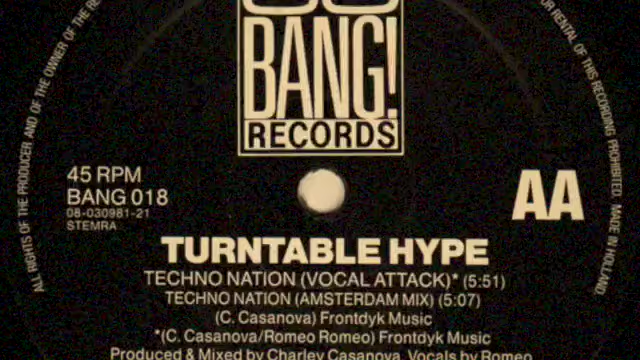 BANG!
RECORDS
ALL RIGHTS OF THE PRODUCER AND OF THE OWNER OF THE
RENTAL OF THIS RECORDING PROHIBITED. MADE IN HOLLAND.
45 RPM
BANG 018
08-030981-21
STEMRA
AA
TURNTABLE HYPE
TECHNO NATION (VOCAL ATTACK)* (5:51)
TECHNO NATION (AMSTERDAM MIX) (5:07)
(C. Casanova) Frontdyk Music
*(C. Casanova/Romeo Romeo) Frontdyk Music
Produced & Mixed by Charley Casanova. Vocals by Romeo